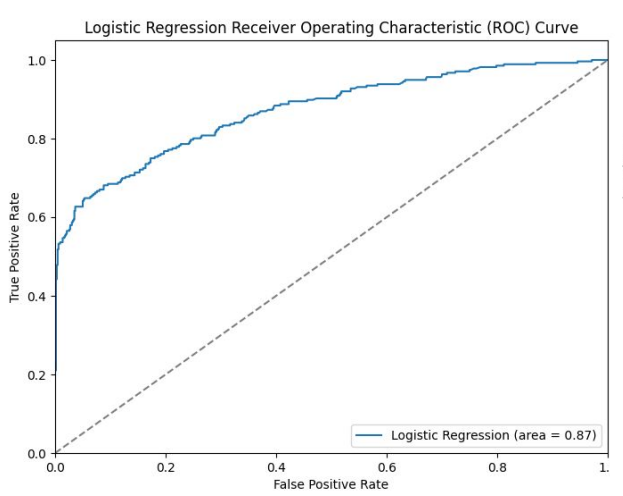 Logistic Regression Receiver Operating Characteristic (ROC) Curve
1.0
0.8
0.6
0.4
0.2
0.0
True Positive Rate
Logistic Regression (area = 0.87)
0.0 0.2 0.4 0.6 0.8 1.
False Positive Rate